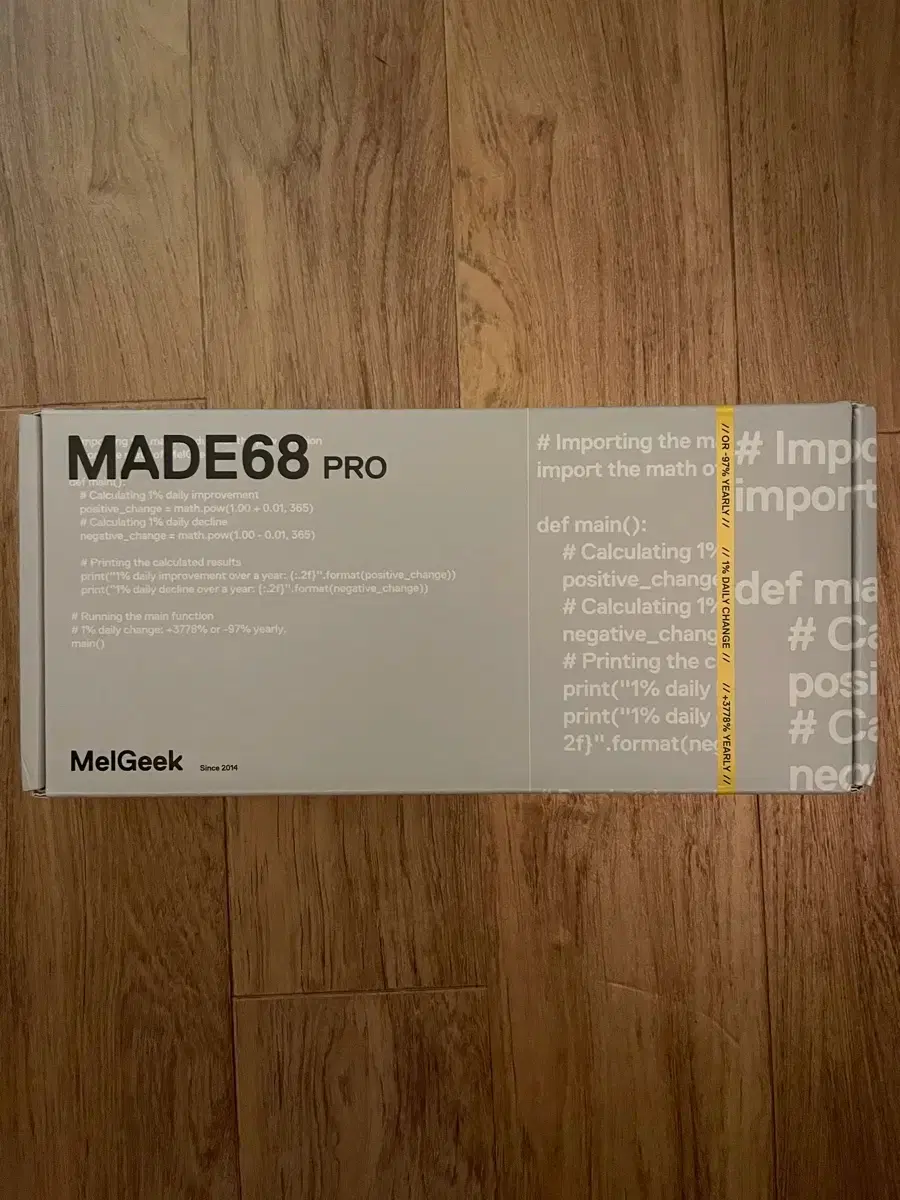 MADE68 PRO
def main():
# Calculating 1% daily improvement
positive_change = math.pow(1.00 + 0.01, 365)
# Calculating 1% daily decline
negative_change = math.pow(1.00 - 0.01, 365)
# Printing the calculated results
print("1% daily improvement over a year: {:.2f}".format(positive_change))
print("1% daily decline over a year: {:.2f}".format(negative_change))
# Running the main function
# 1% daily change: +3778% or -97% yearly.
main()
MelGeek Since 2014
# Importing the m
import the math o
def main():
# Calculating 1%
positive_change
# Calculating 1%
negative_chang
# Printing the c
print("1% daily
print("1% daily
2f}".format(neg
// OR -97% YEARLY // // 1% DAILY CHANGE // // +3778% YEARLY //
# Impo
import
def ma
# Ca
posi
# Ca
nega